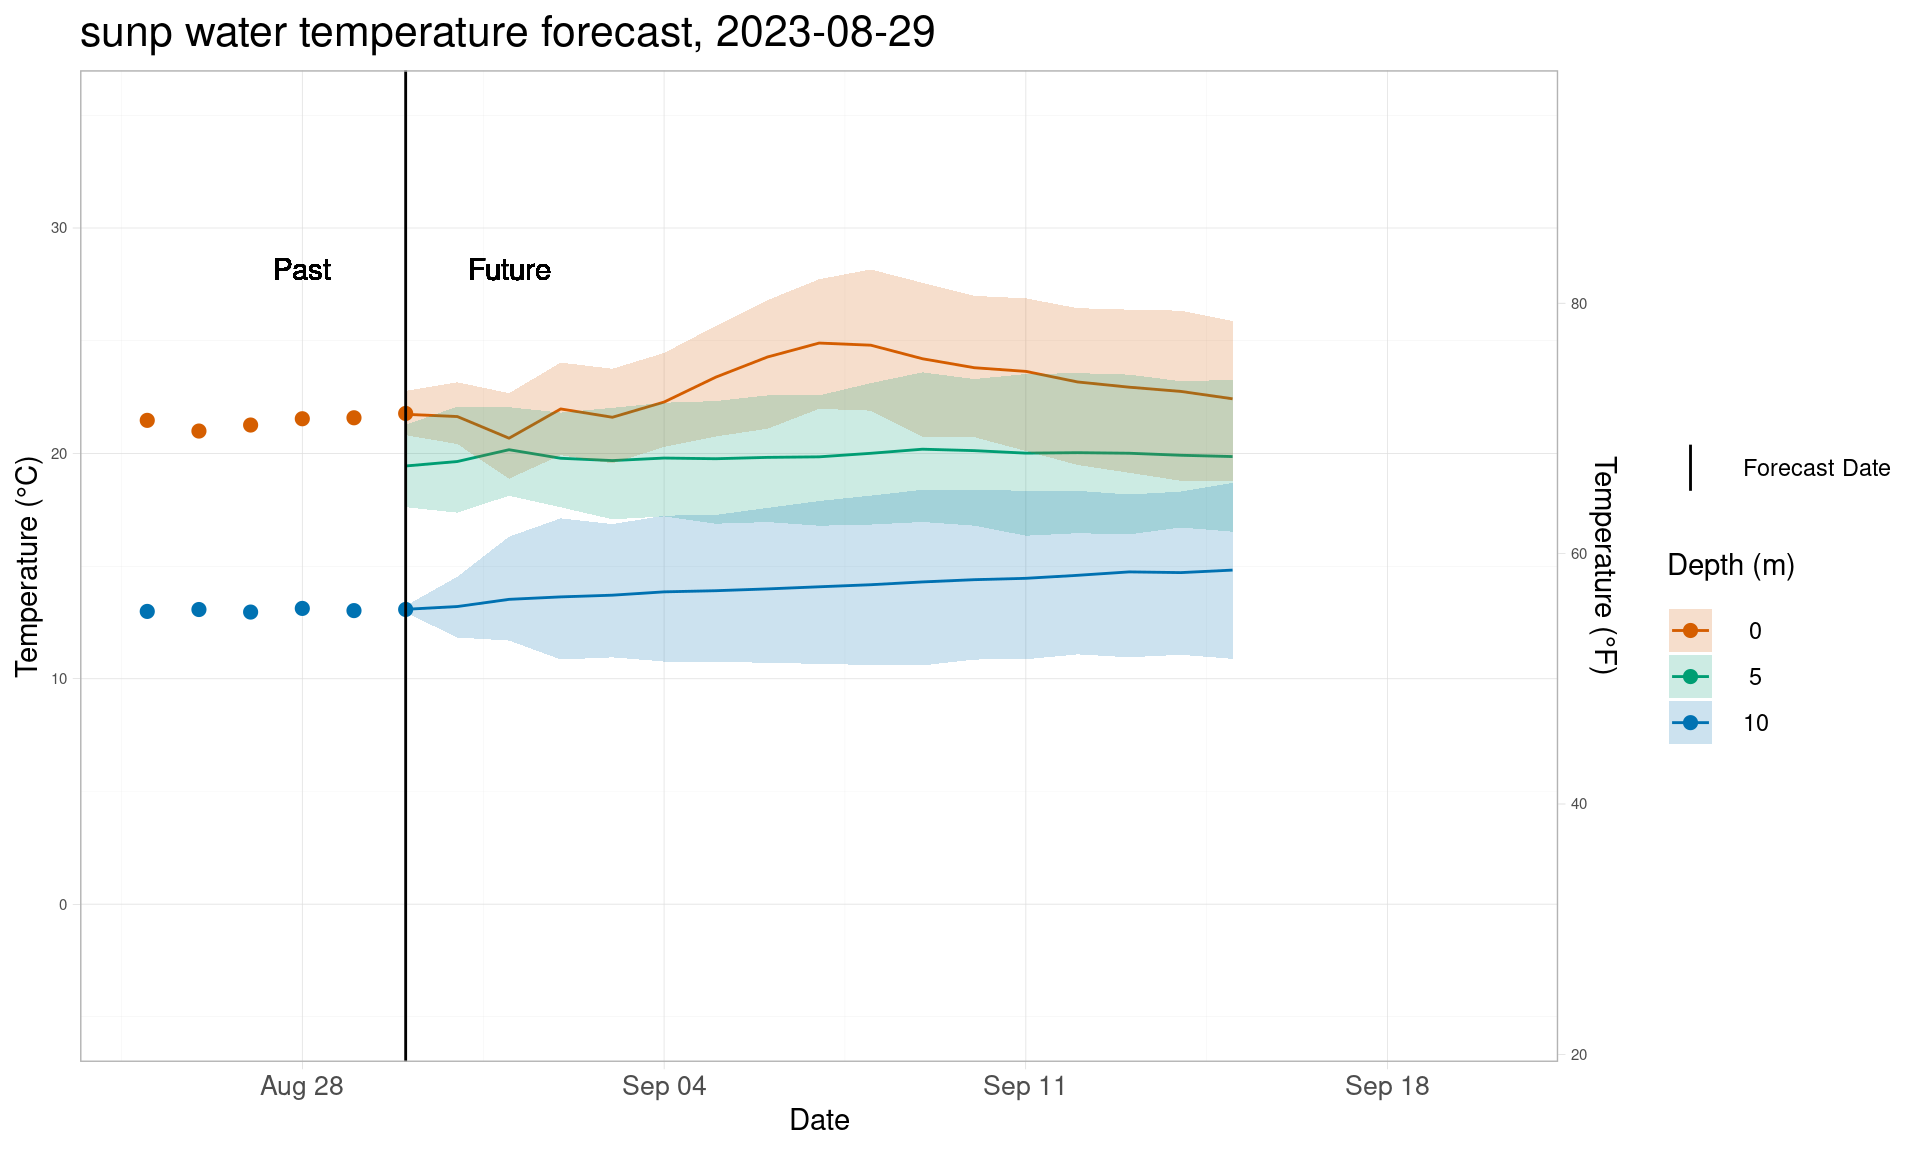 sunp water temperature forecast, 2023-08-29
30
20
10
0
Temperature (°C)
Past
Future
80
60
40
20
Temperature (°F)
Aug 28
Sep 04
Sep 11
Sep 18
Date
Forecast Date
Depth (m)
0
5
10